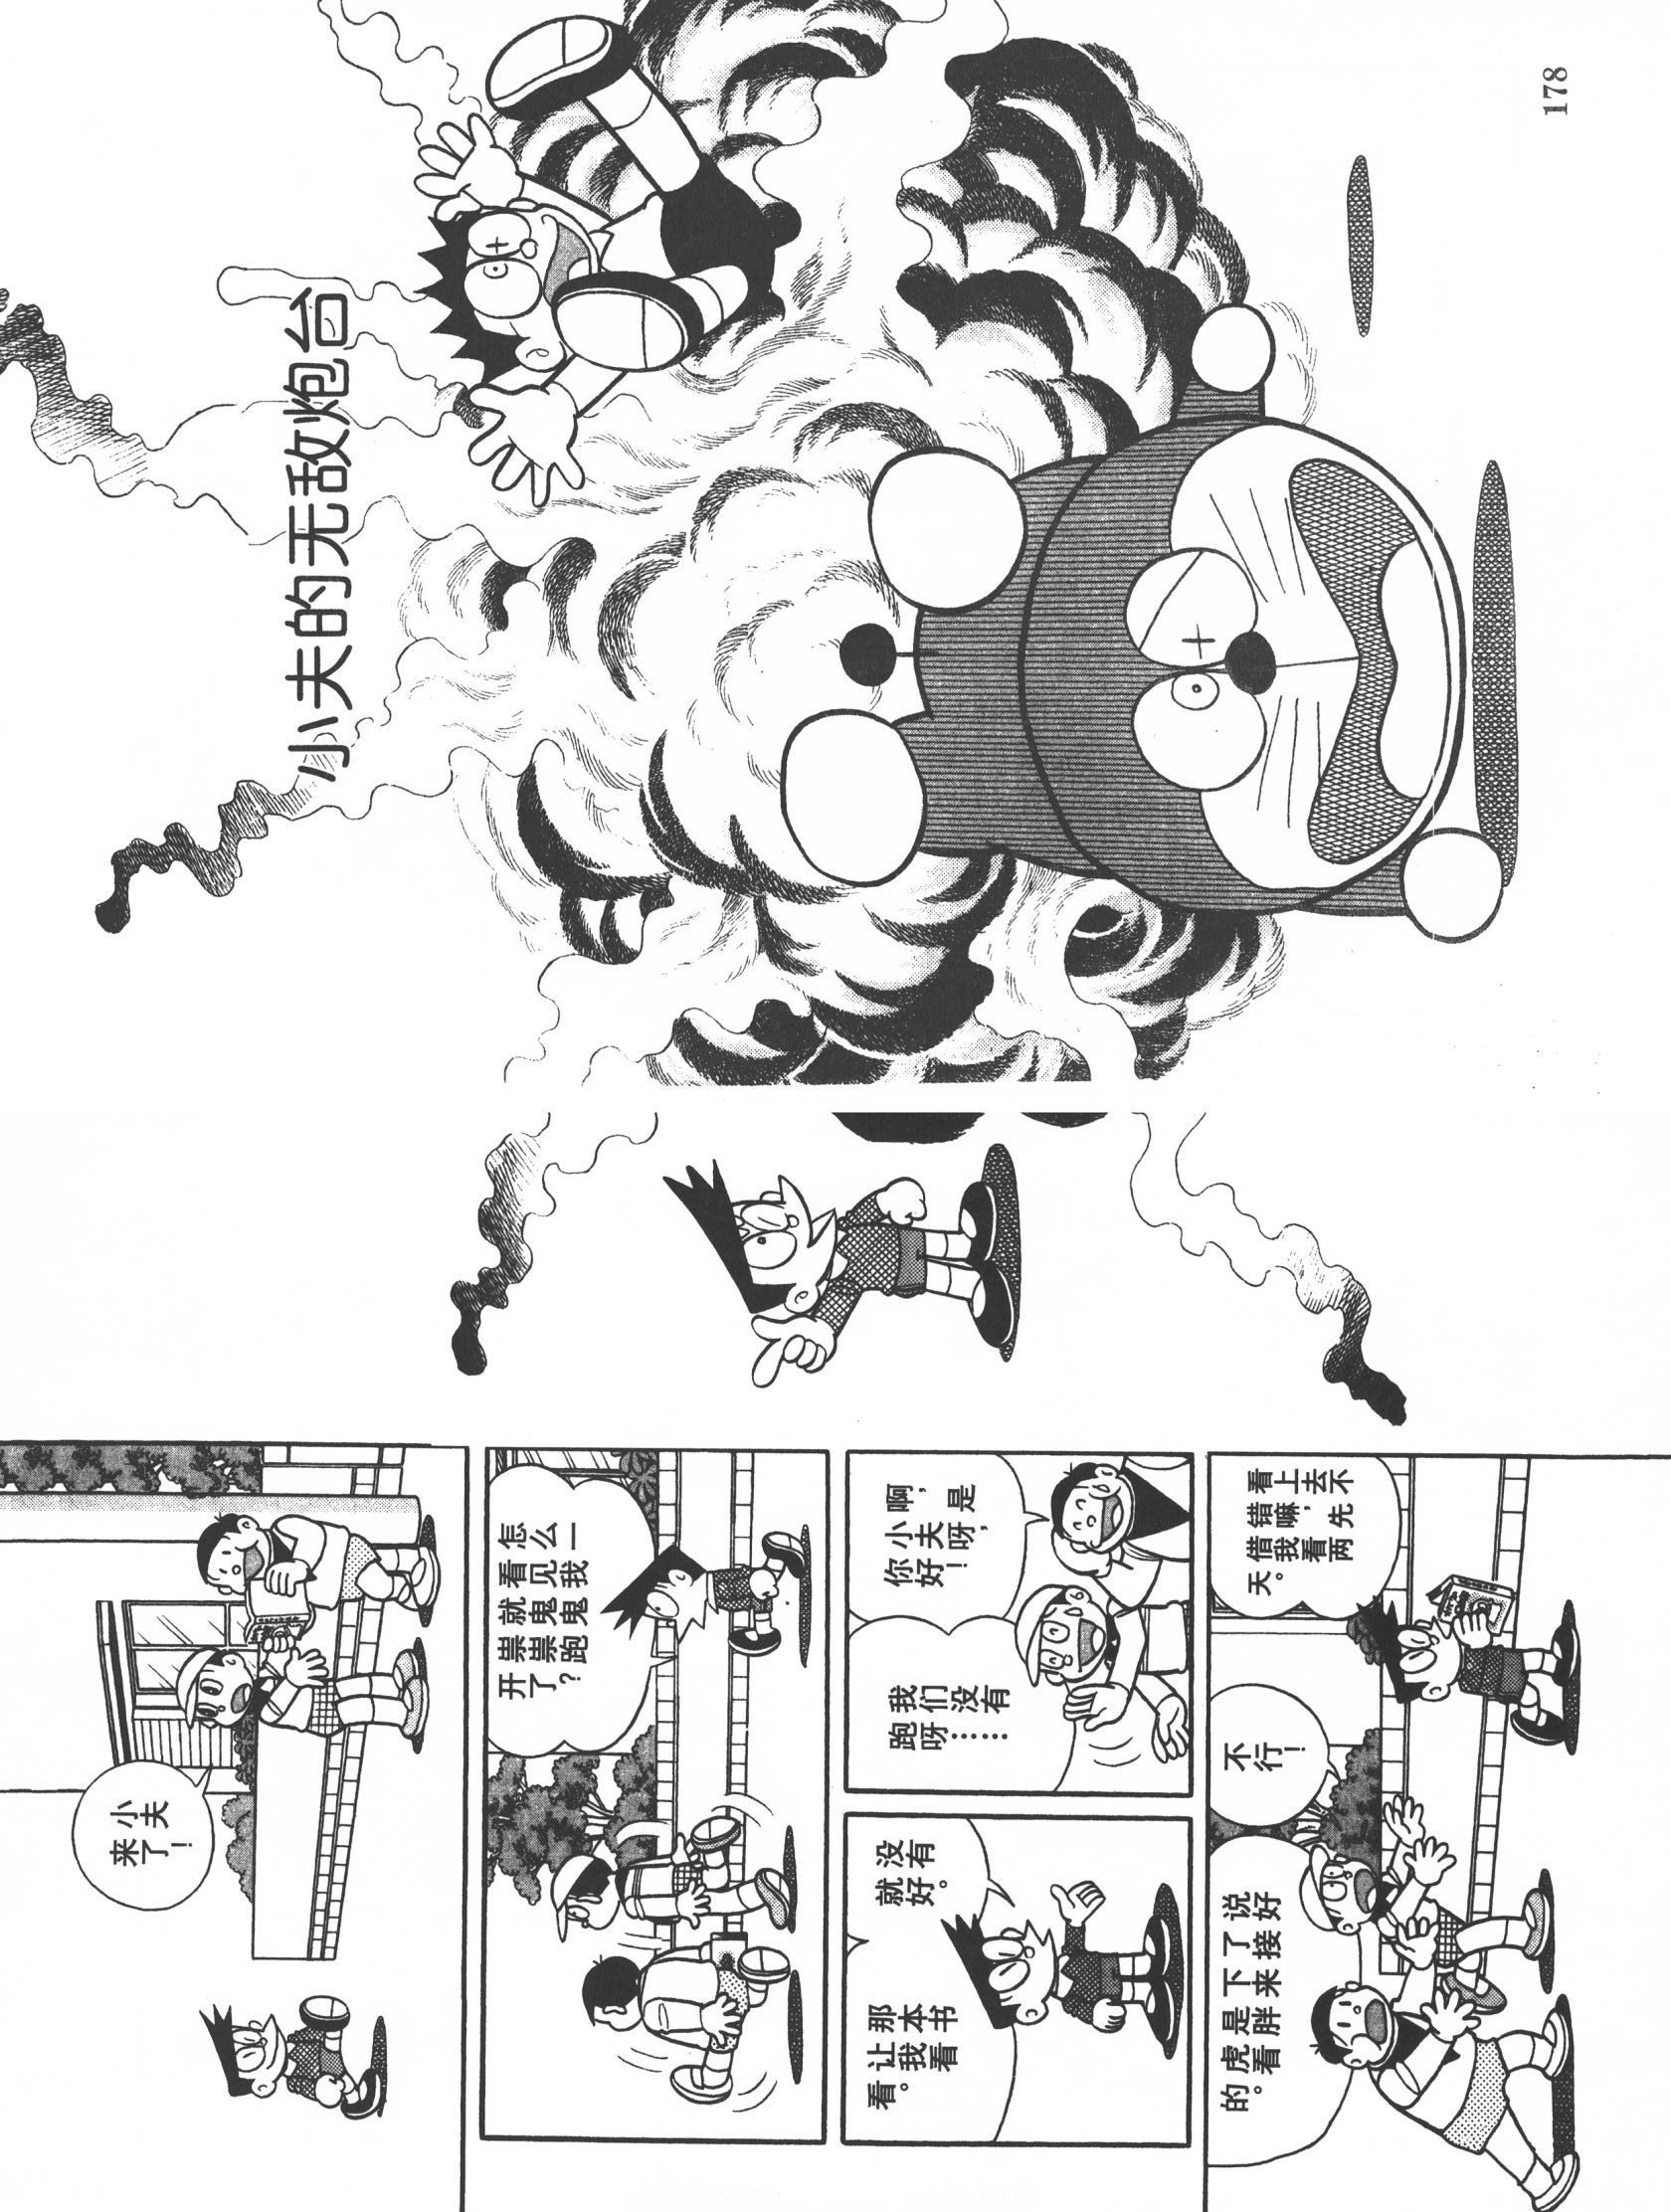 小夫的无敌炮台
178
小夫
来了！
怎么一
看见我
就鬼鬼
祟祟跑
开了？
啊，是
小夫呀，
你好！
我们没有
跑呀……
没有
就好。
那本书
让我看
看。
看上去不
错嘛，先
借我看两
天。
不行！
说好
了接
下来
是胖
虎看
的。